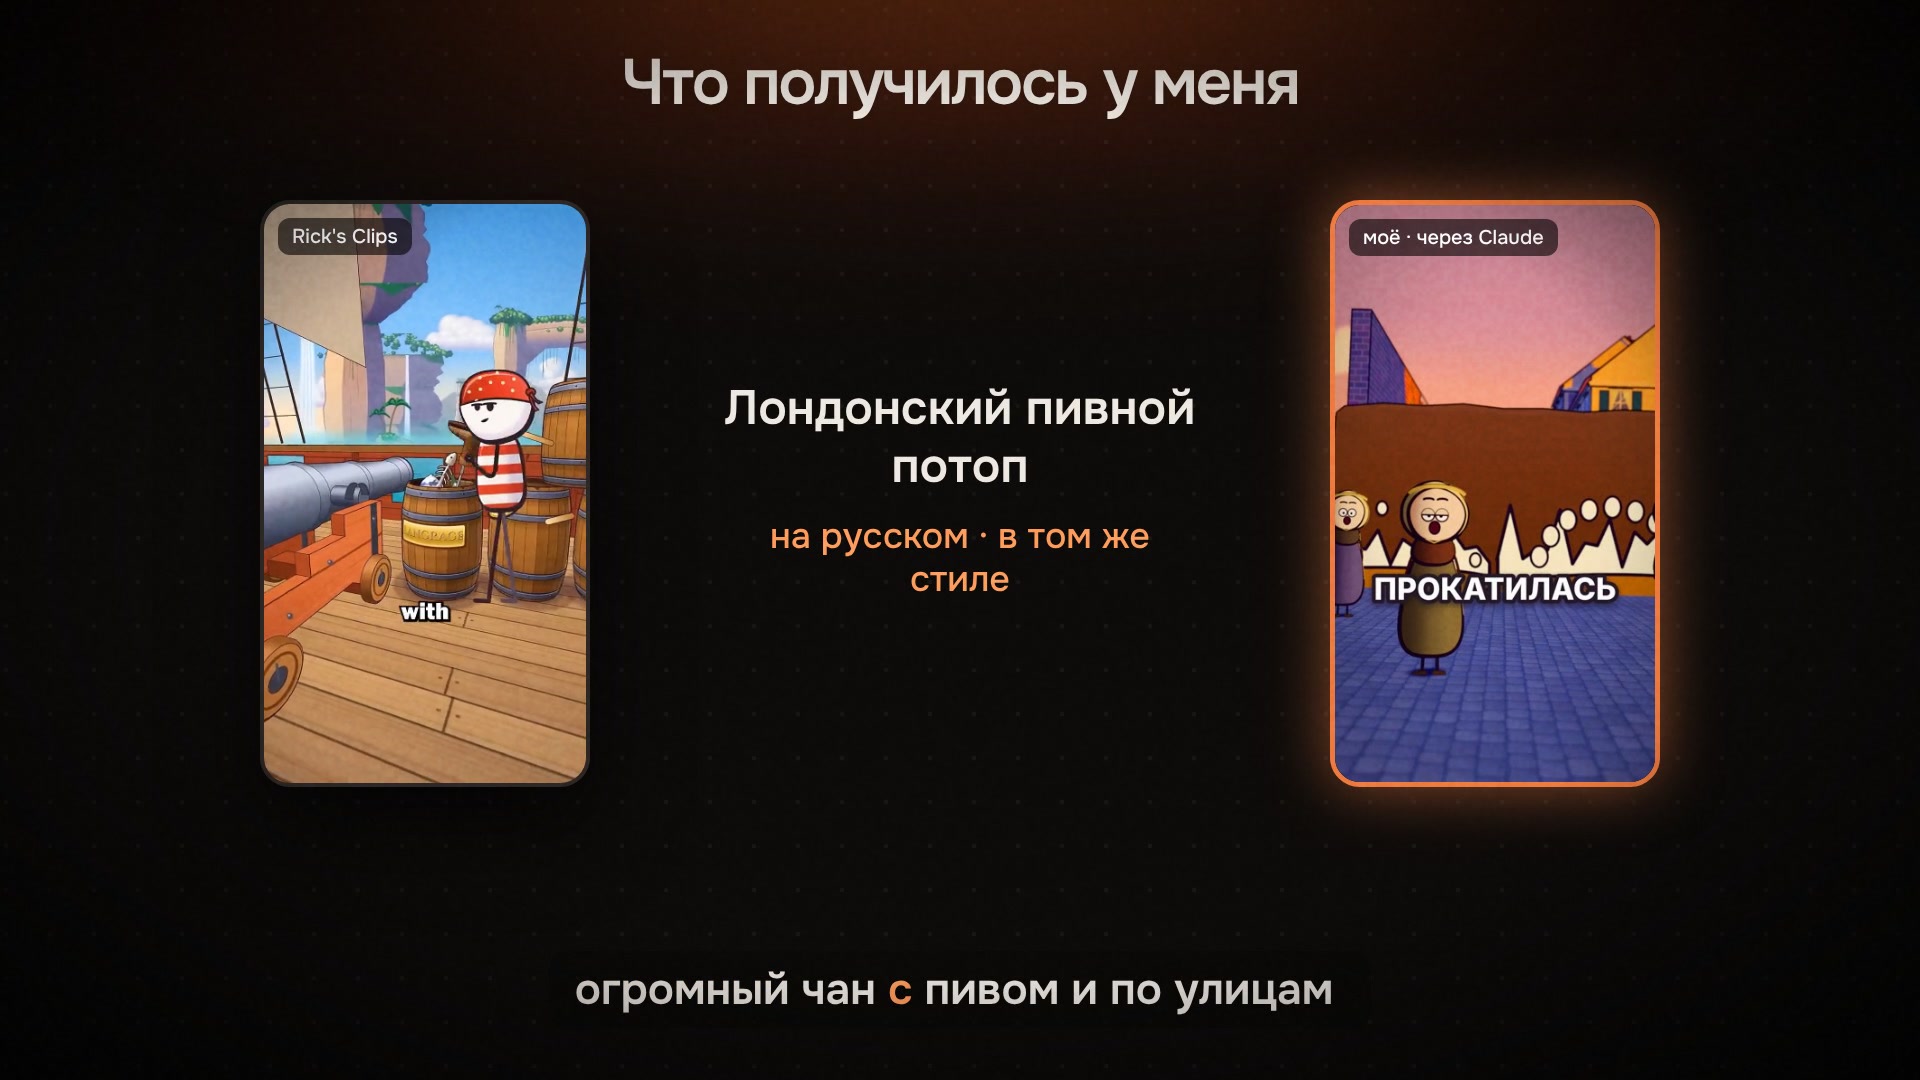 Что получилось у меня
Rick's Clips
with
Лондонский пивной
потоп
на русском · в том же
стиле
моё · через Claude
ПРОКАТИЛАСЬ
огромный чан с пивом и по улицам